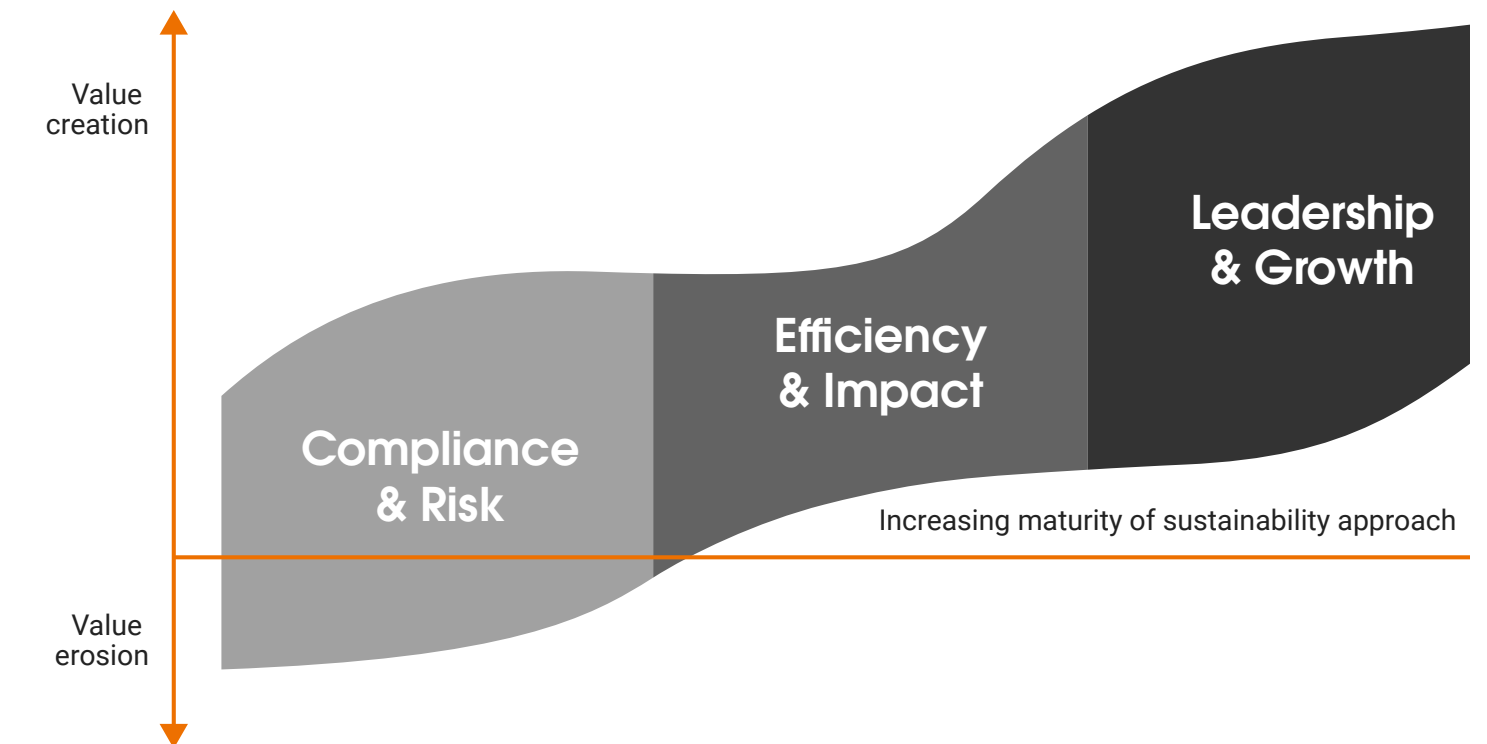 Value
creation
Leadership
& Growth
Efficiency
& Impact
Compliance
& Risk
Increasing maturity of sustainability approach
Value
erosion